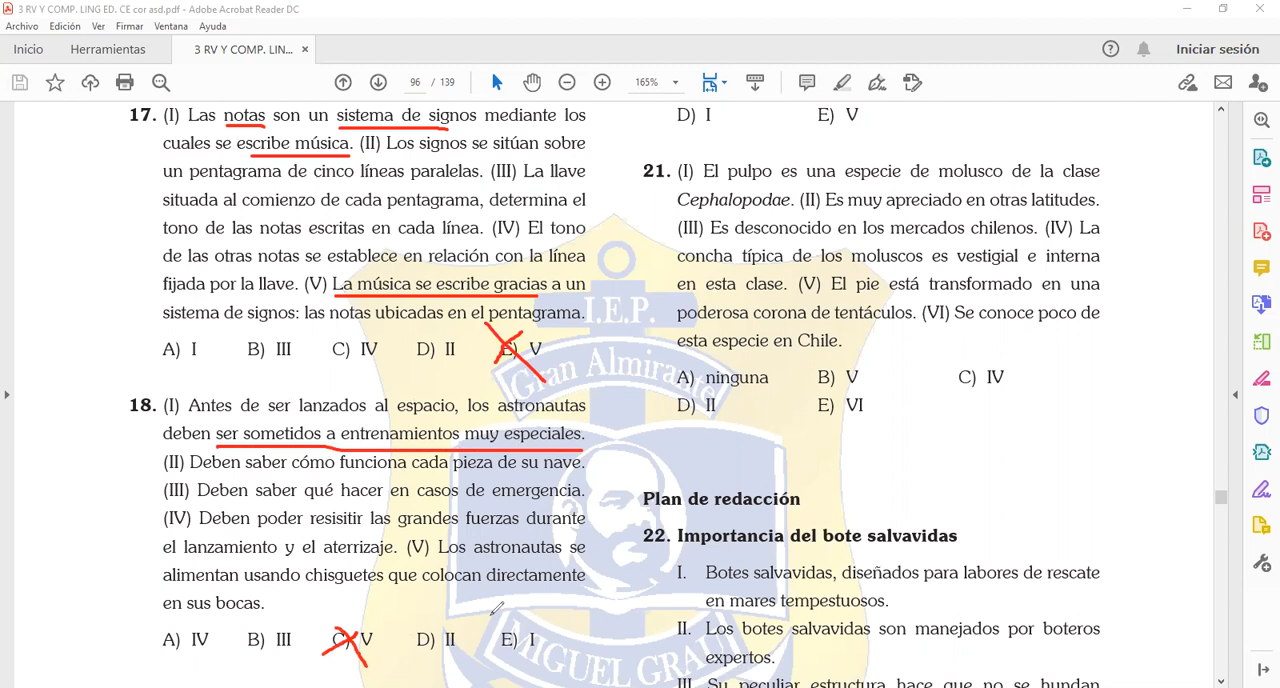 3 RV Y COMP. LING ED. CE cor asd.pdf - Adobe Acrobat Reader DC
Archivo Edición Ver Firmar Ventana Ayuda
Inicio Herramientas 3 RV Y COMP. LIN... × Iniciar sesión
96 / 139 165%
17. (I) Las notas son un sistema de signos mediante los
cuales se escribe música. (II) Los signos se sitúan sobre
un pentagrama de cinco líneas paralelas. (III) La llave
situada al comienzo de cada pentagrama, determina el
tono de las notas escritas en cada línea. (IV) El tono
de las otras notas se establece en relación con la línea
fijada por la llave. (V) La música se escribe gracias a un
sistema de signos: las notas ubicadas en el pentagrama.
A) I B) III C) IV D) II E) V
18. (I) Antes de ser lanzados al espacio, los astronautas
deben ser sometidos a entrenamientos muy especiales.
(II) Deben saber cómo funciona cada pieza de su nave.
(III) Deben saber qué hacer en casos de emergencia.
(IV) Deben poder resisitir las grandes fuerzas durante
el lanzamiento y el aterrizaje. (V) Los astronautas se
alimentan usando chisguetes que colocan directamente
en sus bocas.
A) IV B) III C) V D) II E) I
D) I E) V
21. (I) El pulpo es una especie de molusco de la clase
Cephalopodae. (II) Es muy apreciado en otras latitudes.
(III) Es desconocido en los mercados chilenos. (IV) La
concha típica de los moluscos es vestigial e interna
en esta clase. (V) El pie está transformado en una
poderosa corona de tentáculos. (VI) Se conoce poco de
esta especie en Chile.
A) ninguna B) V C) IV
D) II E) VI
Plan de redacción
22. Importancia del bote salvavidas
I. Botes salvavidas, diseñados para labores de rescate
en mares tempestuosos.
II. Los botes salvavidas son manejados por boteros
expertos.
III. Su peculiar estructura hace que no se hundan
I.E.P.
Gran Almirante
MIGUEL GRAU